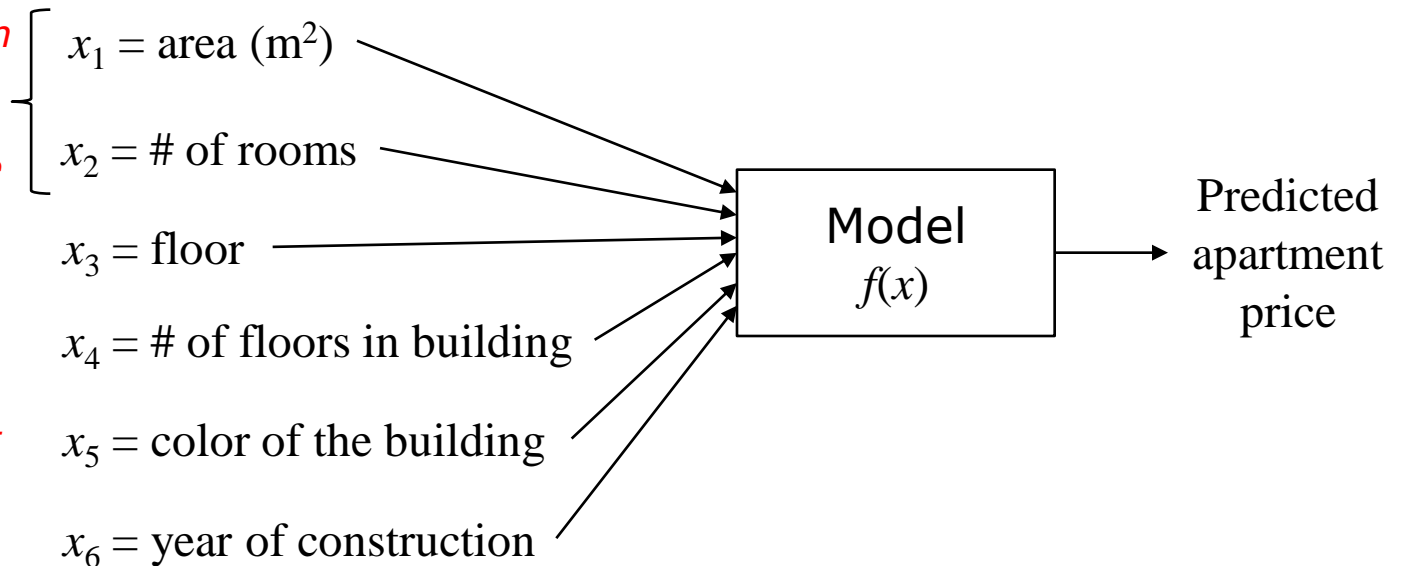 x₁ = area (m²)
x₂ = # of rooms
x₃ = floor
x₄ = # of floors in building
x₅ = color of the building
x₆ = year of construction
Model
f(x)
Predicted
apartment
price